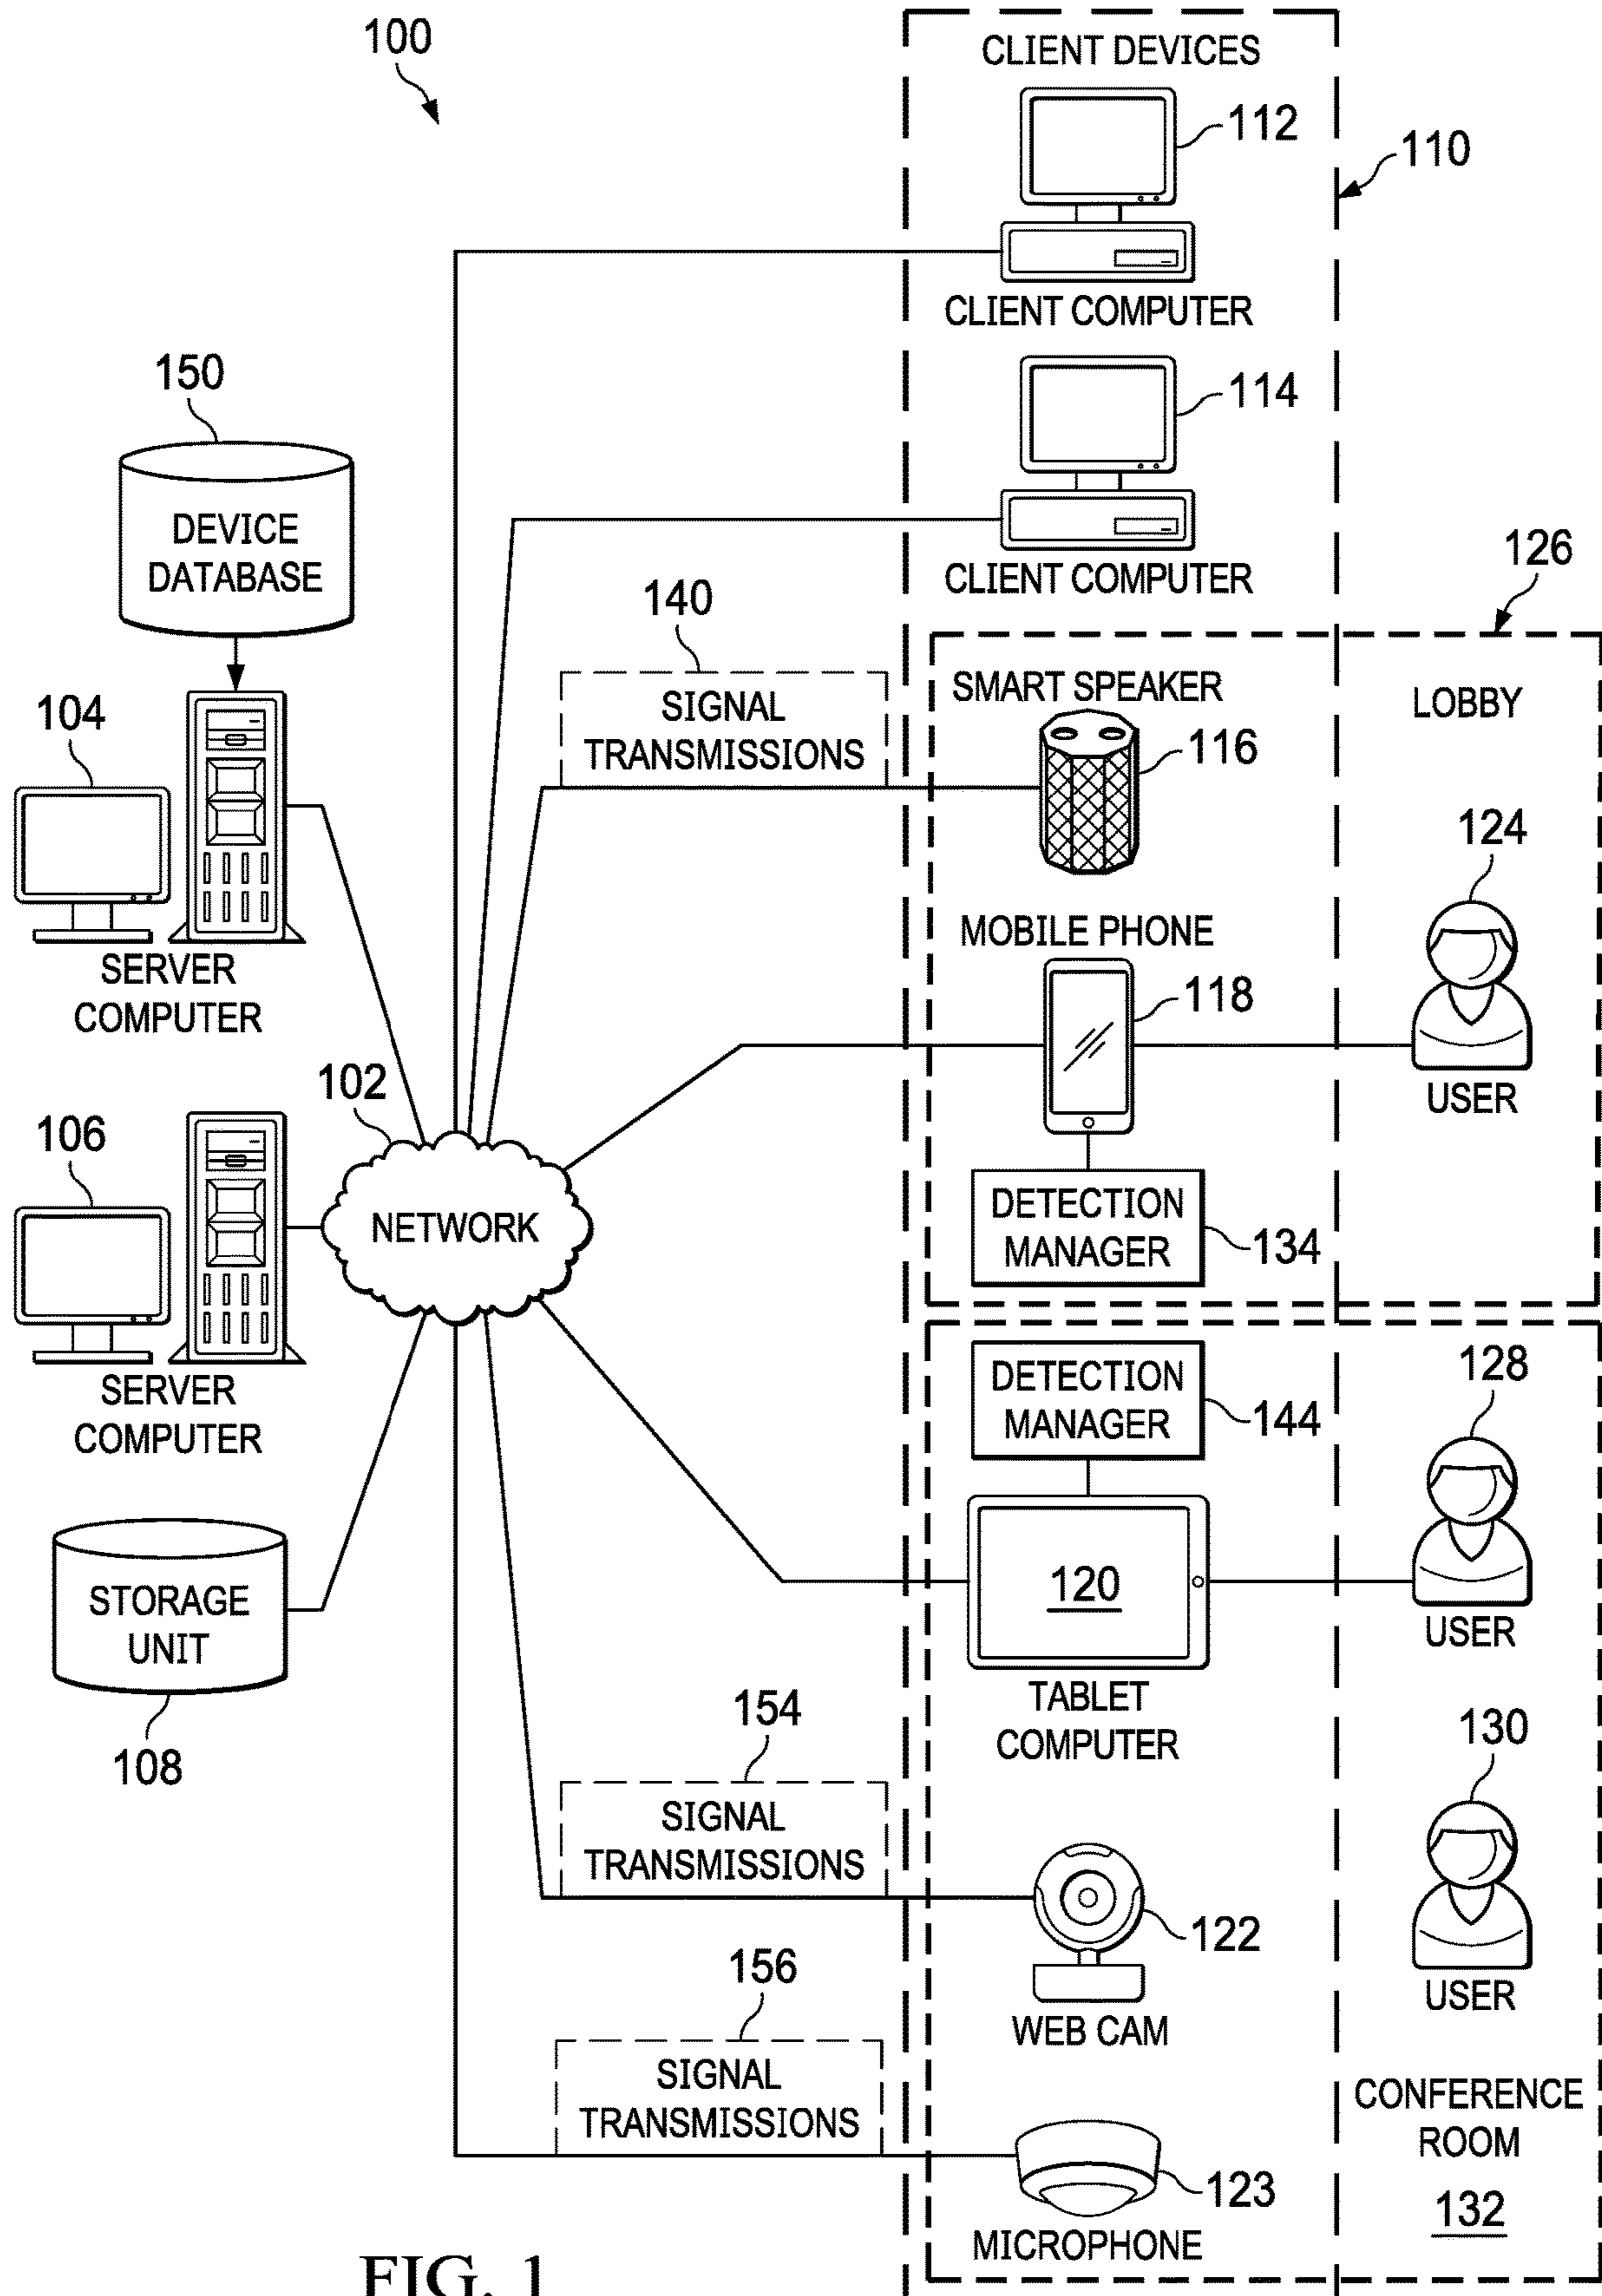 100
CLIENT DEVICES
112
110
CLIENT COMPUTER
150
114
DEVICE
DATABASE
CLIENT COMPUTER
126
140
SIGNAL
TRANSMISSIONS
SMART SPEAKER
LOBBY
104
116
124
SERVER
COMPUTER
MOBILE PHONE
118
USER
102
106
NETWORK
DETECTION
MANAGER
134
SERVER
COMPUTER
DETECTION
MANAGER
144
128
120
USER
STORAGE
UNIT
108
TABLET
COMPUTER
154
130
SIGNAL
TRANSMISSIONS
122
USER
WEB CAM
156
SIGNAL
TRANSMISSIONS
CONFERENCE
ROOM
132
123
MICROPHONE
FIG. 1